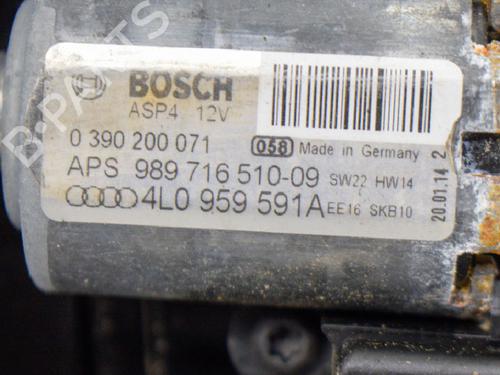 BOSCH
ASP4 12V
0 390 200 071
058 Made in Germany
APS 989 716 510-09 SW22 HW14
4L0 959 591A EE16 SKB10
20.01.14 2
B-PARTS